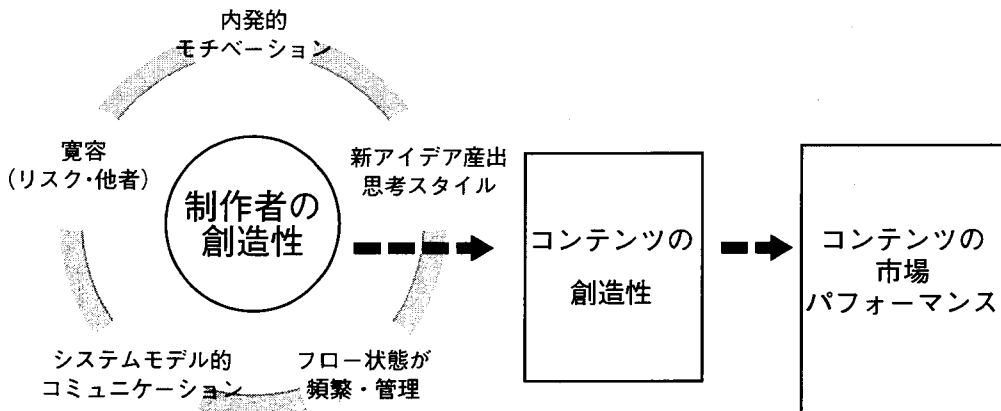 内発的
モチベーション
寛容
(リスク・他者)
新アイデア産出
思考スタイル
制作者の
創造性
コンテンツの
創造性
コンテンツの
市場
パフォーマンス
システムモデル的
コミュニケーション
フロー状態が
頻繁・管理